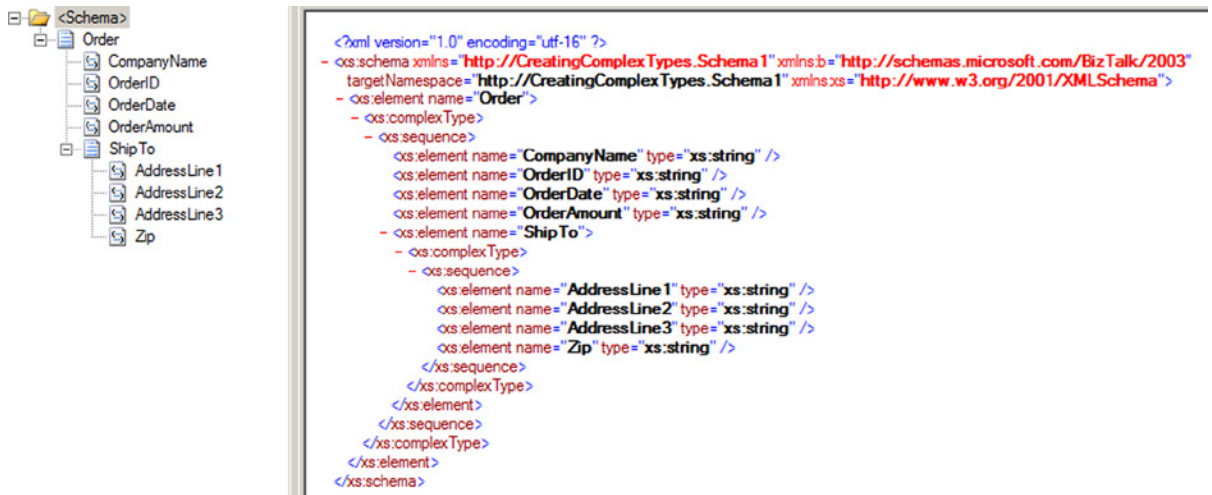 <Schema>
Order
CompanyName
OrderID
OrderDate
OrderAmount
ShipTo
AddressLine1
AddressLine2
AddressLine3
Zip
<?xml version="1.0" encoding="utf-16" ?>
- <xs:schema xmlns="http://CreatingComplexTypes.Schema1" xmlns:b="http://schemas.microsoft.com/BizTalk/2003"
targetNamespace="http://CreatingComplexTypes.Schema1" xmlns:xs="http://www.w3.org/2001/XMLSchema">
- <xs:element name="Order">
- <xs:complexType>
- <xs:sequence>
<xs:element name="CompanyName" type="xs:string" />
<xs:element name="OrderID" type="xs:string" />
<xs:element name="OrderDate" type="xs:string" />
<xs:element name="OrderAmount" type="xs:string" />
- <xs:element name="ShipTo">
- <xs:complexType>
- <xs:sequence>
<xs:element name="AddressLine1" type="xs:string" />
<xs:element name="AddressLine2" type="xs:string" />
<xs:element name="AddressLine3" type="xs:string" />
<xs:element name="Zip" type="xs:string" />
</xs:sequence>
</xs:complexType>
</xs:element>
</xs:sequence>
</xs:complexType>
</xs:element>
</xs:schema>